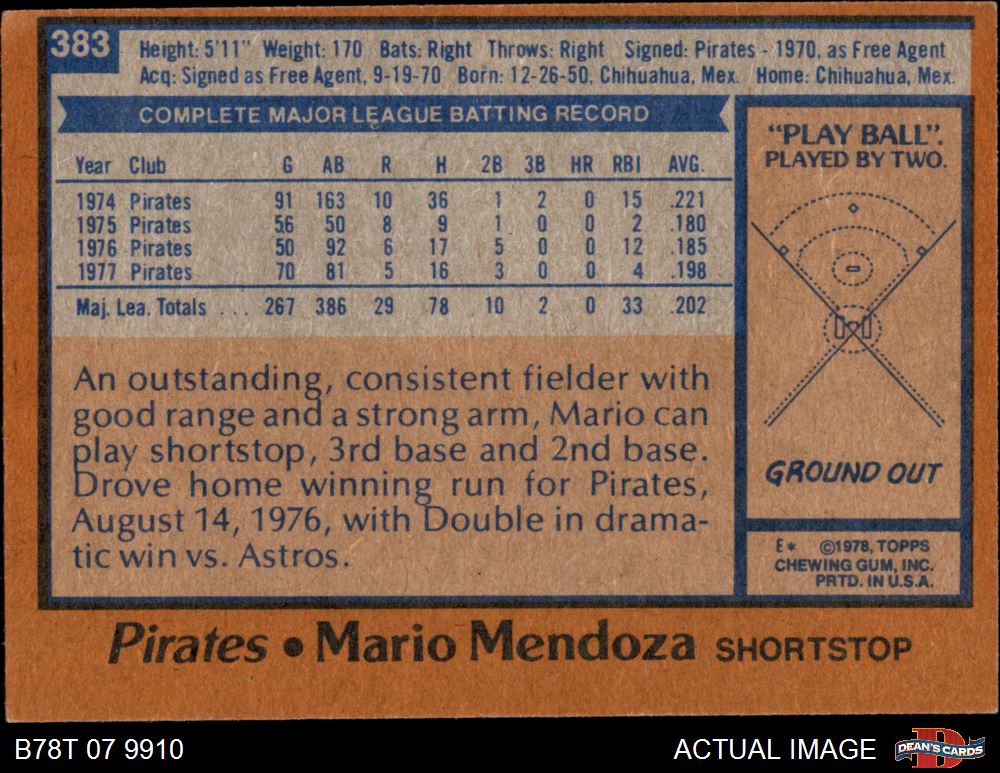 383
Height: 5'11" Weight: 170 Bats: Right Throws: Right Signed: Pirates - 1970, as Free Agent
Acq: Signed as Free Agent, 9-19-70 Born: 12-26-50, Chihuahua, Mex. Home: Chihuahua, Mex.
COMPLETE MAJOR LEAGUE BATTING RECORD
Year Club G AB R H 2B 3B HR RBI AVG.
1974 Pirates 91 163 10 36 1 2 0 15 .221
1975 Pirates 56 50 8 9 1 0 0 2 .180
1976 Pirates 50 92 6 17 5 0 0 12 .185
1977 Pirates 70 81 5 16 3 0 0 4 .198
Maj. Lea. Totals . . . 267 386 29 78 10 2 0 33 .202
An outstanding, consistent fielder with
good range and a strong arm, Mario can
play shortstop, 3rd base and 2nd base.
Drove home winning run for Pirates,
August 14, 1976, with Double in drama-
tic win vs. Astros.
"PLAY BALL".
PLAYED BY TWO.
GROUND OUT
E* ©1978, TOPPS
CHEWING GUM, INC.
PRTD. IN U.S.A.
Pirates • Mario Mendoza SHORTSTOP
B78T 07 9910
ACTUAL IMAGE
D
DEAN'S CARDS